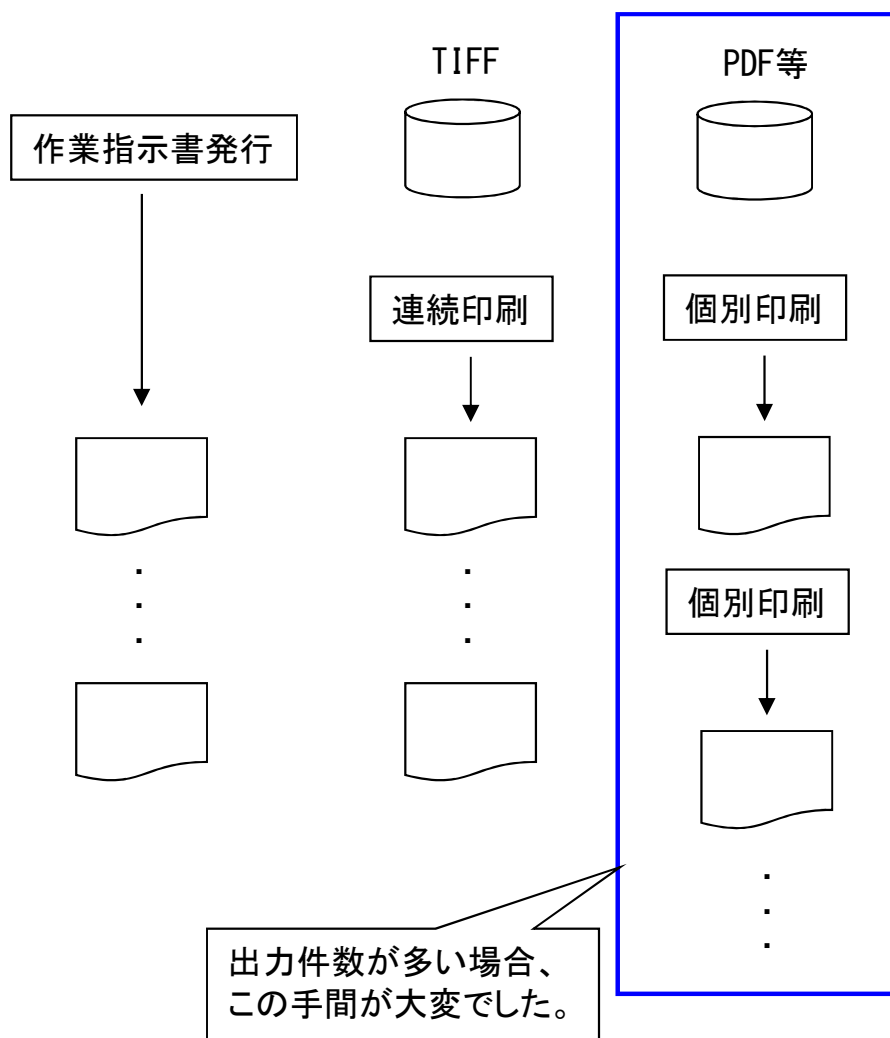 TIFF
PDF等
作業指示書発行
連続印刷
個別印刷
個別印刷
出力件数が多い場合、
この手間が大変でした。